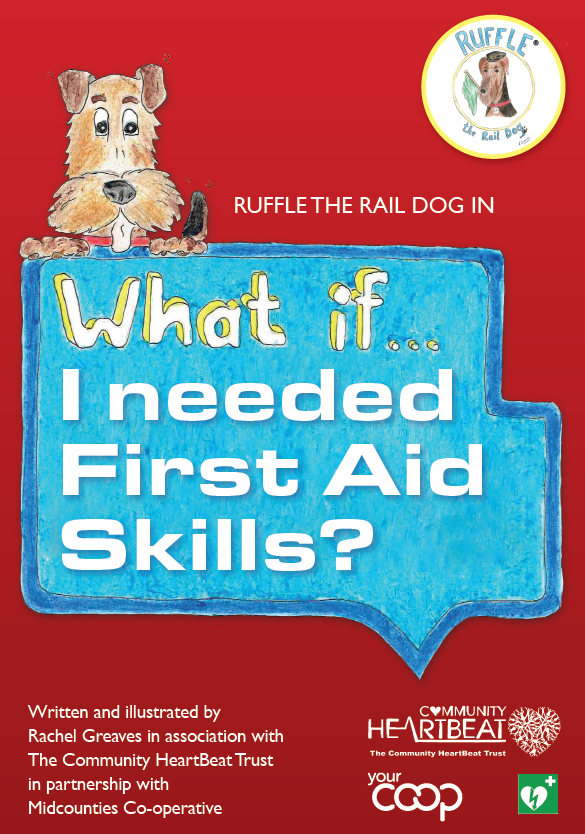 RUFFLE®
the Rail Dog
RUFFLE THE RAIL DOG IN
What if...
I needed
First Aid
Skills?
Written and illustrated by
Rachel Greaves in association with
The Community HeartBeat Trust
in partnership with
Midcounties Co-operative
COMMUNITY
HEARTBEAT
The Community HeartBeat Trust
your
coop